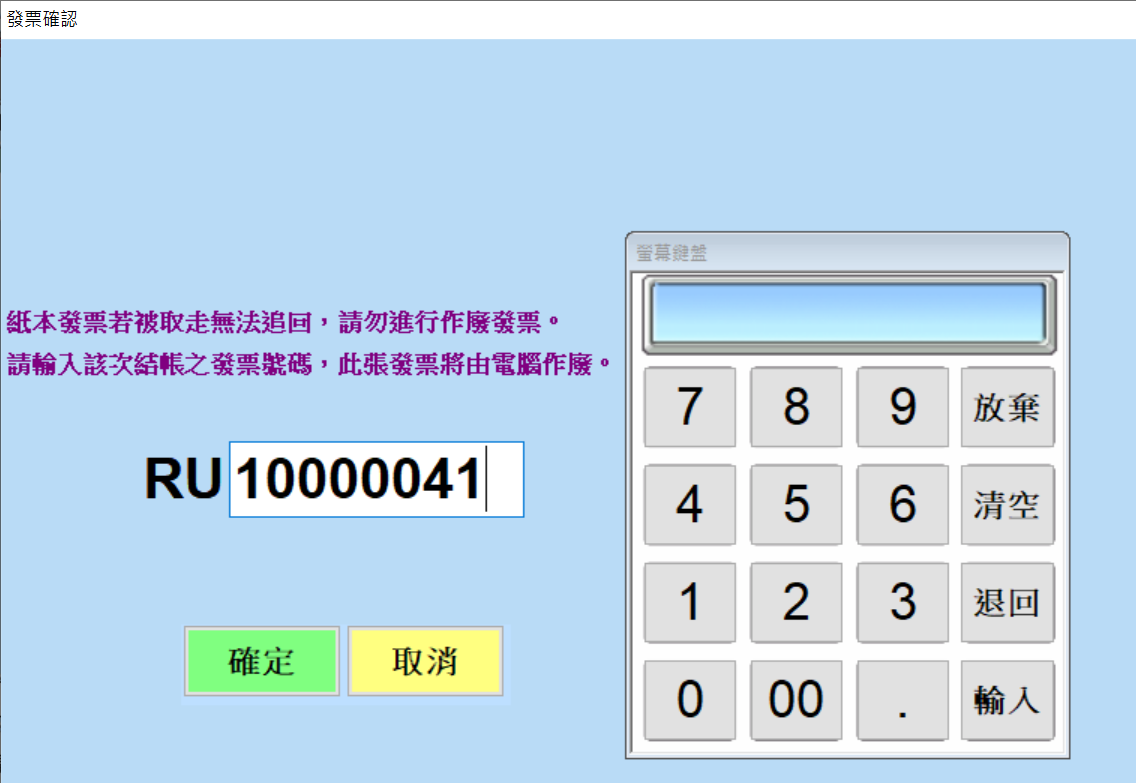 發票確認
紙本發票若被取走無法追回，請勿進行作廢發票。
請輸入該次結帳之發票號碼，此張發票將由電腦作廢。
RU 10000041
確定 取消
螢幕鍵盤
7 8 9 放棄
4 5 6 清空
1 2 3 退回
0 00 . 輸入